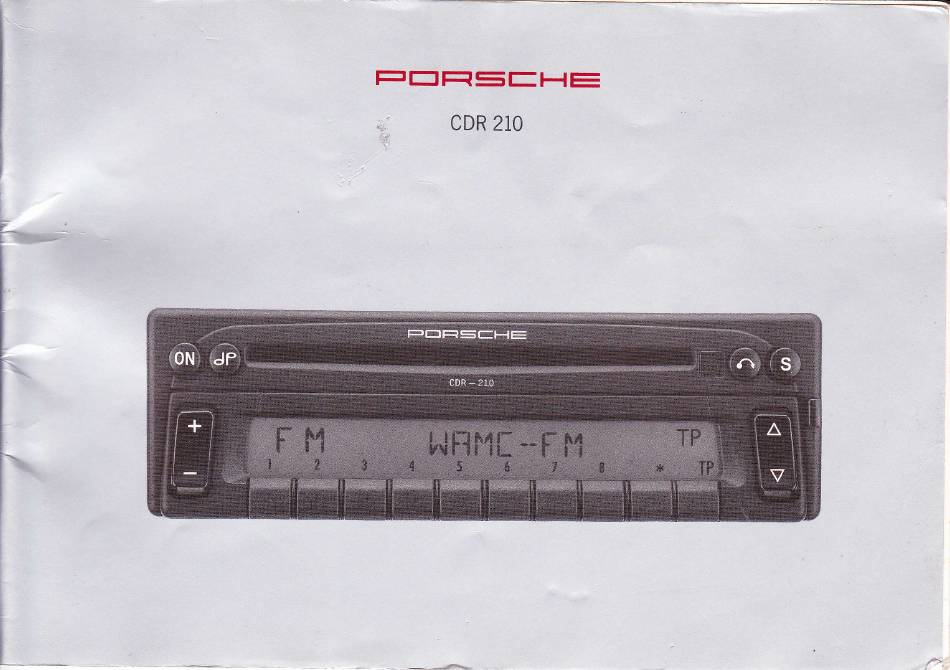 PORSCHE
CDR 210
PORSCHE
ON
S
CDR – 210
+
–
FM WAMC--FM TP
1 2 3 4 5 6 7 8 * TP